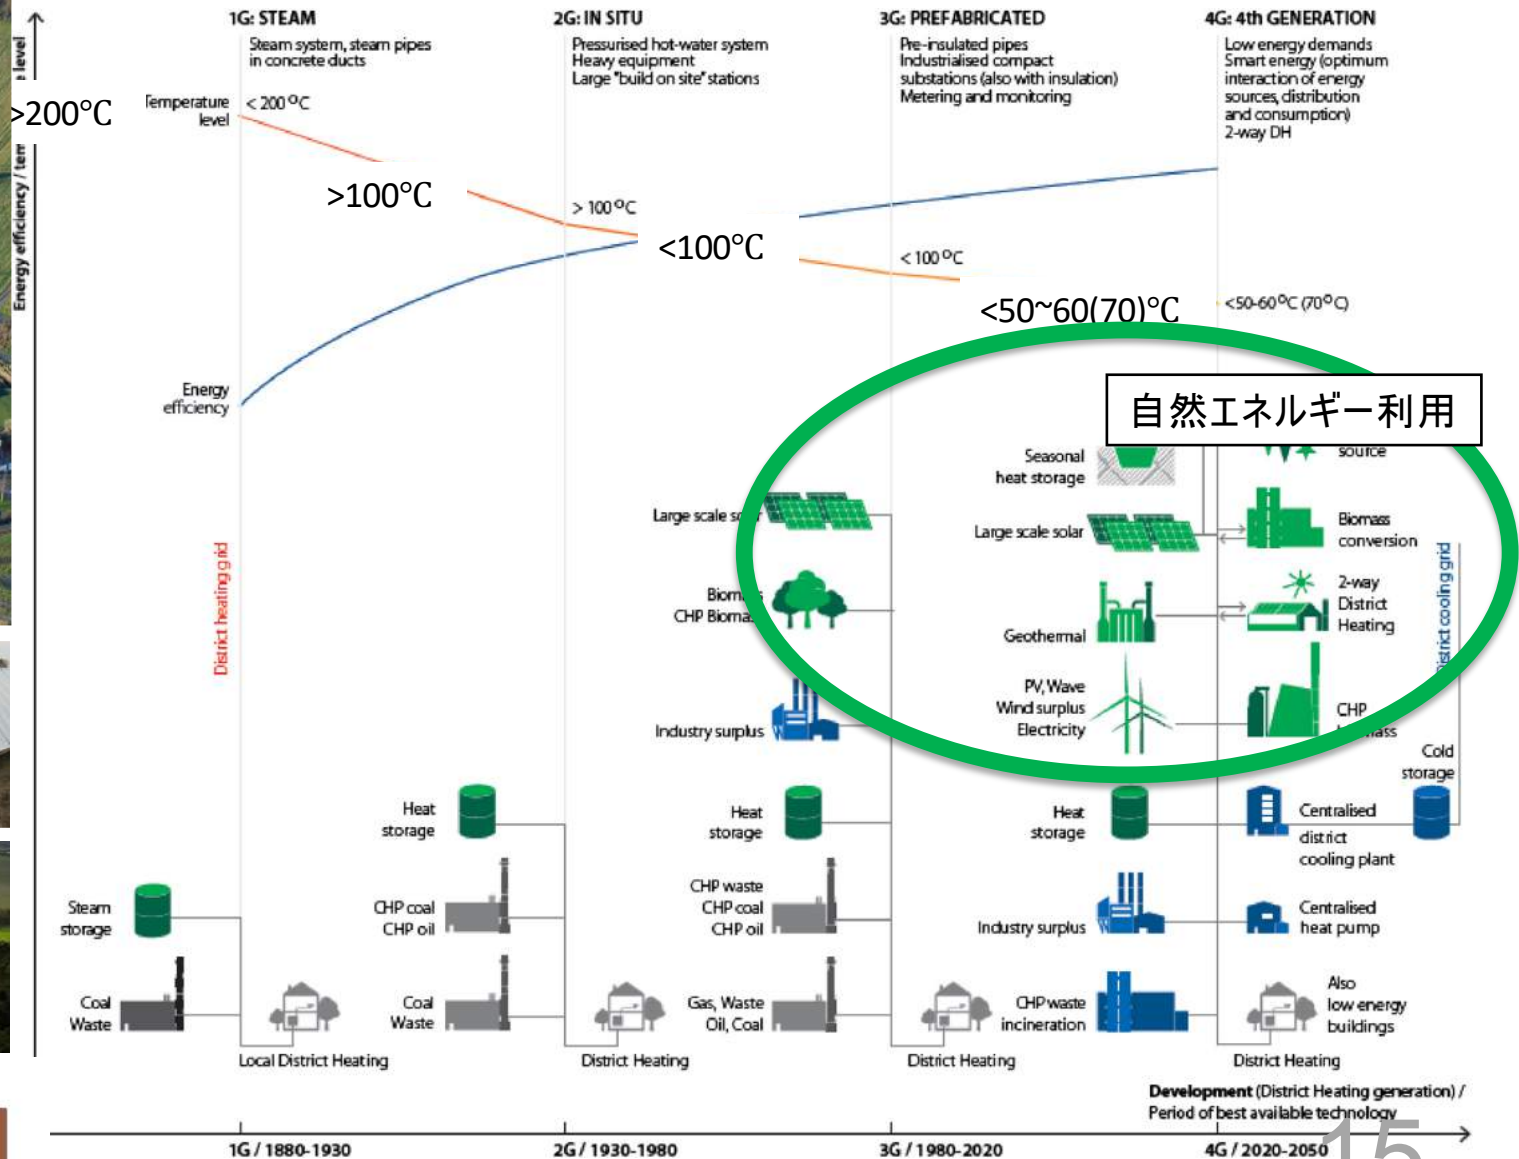 1G: STEAM
Steam system, steam pipes
in concrete ducts
2G: IN SITU
Pressurised hot-water system
Heavy equipment
Large "build on site" stations
3G: PREFABRICATED
Pre-insulated pipes
Industrialised compact
substations (also with insulation)
Metering and monitoring
4G: 4th GENERATION
Low energy demands
Smart energy (optimum
interaction of energy
sources, distribution
and consumption)
2-way DH
level
Energy efficiency /
>200℃
Temperature
level
< 200 °C
>100℃
> 100 °C
<100℃
< 100 °C
<50~60(70)℃
<50-60 °C (70°C)
Energy
efficiency
自然エネルギー利用
District heating grid
Seasonal
heat storage
source
Large scale
Large scale solar
Biomass
conversion
CHP
Geothermal
2-way
District
Heating
District cooling grid
Industry surplus
PV, Wave
Wind surplus
Electricity
CHP
Cold
storage
Heat
storage
Heat
storage
Heat
storage
Centralised
district
cooling plant
Steam
storage
CHP coal
CHP oil
CHP waste
CHP coal
CHP oil
Industry surplus
Centralised
heat pump
Coal
Waste
Coal
Waste
Gas, Waste
Oil, Coal
CHP waste
incineration
Also
low energy
buildings
Local District Heating
District Heating
District Heating
District Heating
Development (District Heating generation) /
Period of best available technology
1G / 1880-1930
2G / 1930-1980
3G / 1980-2020
4G / 2020-2050
15